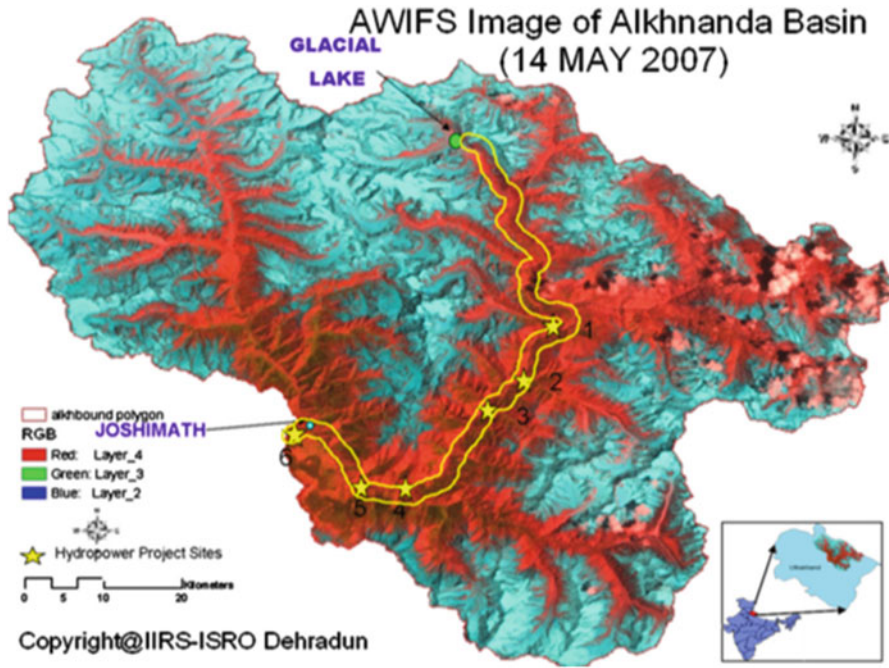 AWIFS Image of Alkhnanda Basin
(14 MAY 2007)
GLACIAL
LAKE
N
W E
S
1
2
3
4
5
6
JOSHIMATH
alkhbound polygon
RGB
Red: Layer_4
Green: Layer_3
Blue: Layer_2
Hydropower Project Sites
Kilometers
0 5 10 20
Uttrakhand
Copyright@IIRS-ISRO Dehradun